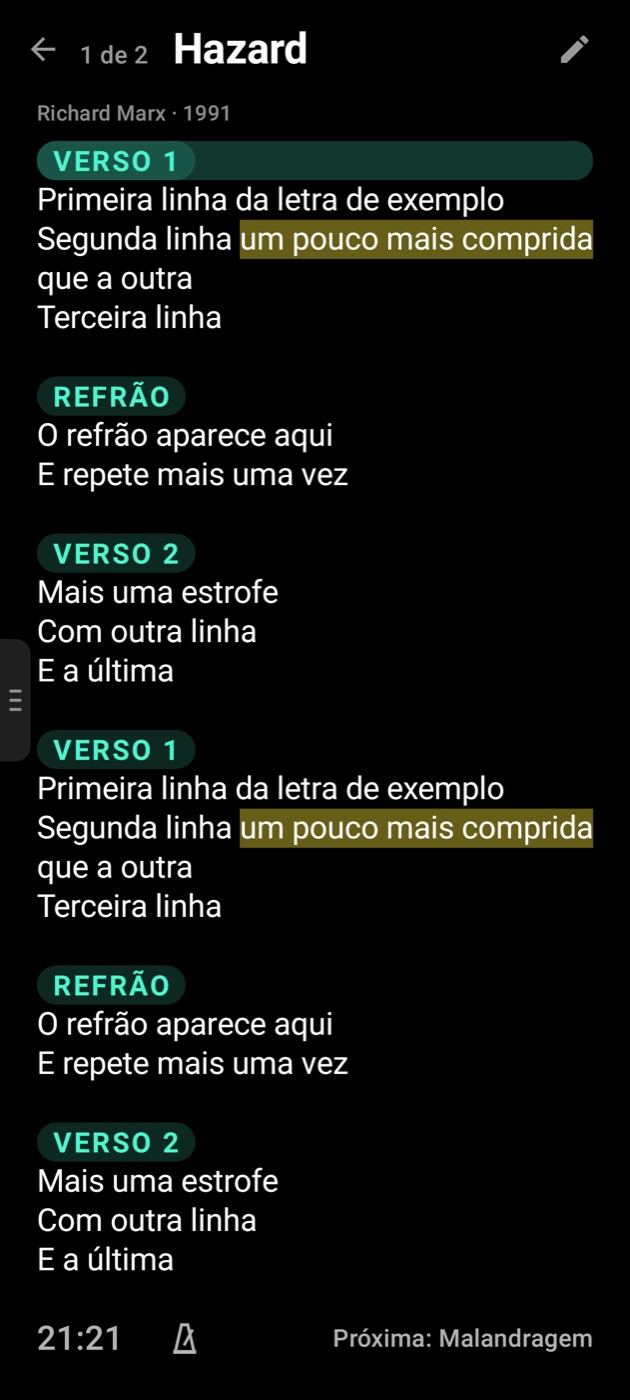 1 de 2 Hazard
Richard Marx · 1991
VERSO 1
Primeira linha da letra de exemplo
Segunda linha um pouco mais comprida
que a outra
Terceira linha
REFRÃO
O refrão aparece aqui
E repete mais uma vez
VERSO 2
Mais uma estrofe
Com outra linha
E a última
VERSO 1
Primeira linha da letra de exemplo
Segunda linha um pouco mais comprida
que a outra
Terceira linha
REFRÃO
O refrão aparece aqui
E repete mais uma vez
VERSO 2
Mais uma estrofe
Com outra linha
E a última
21:21 Próxima: Malandragem